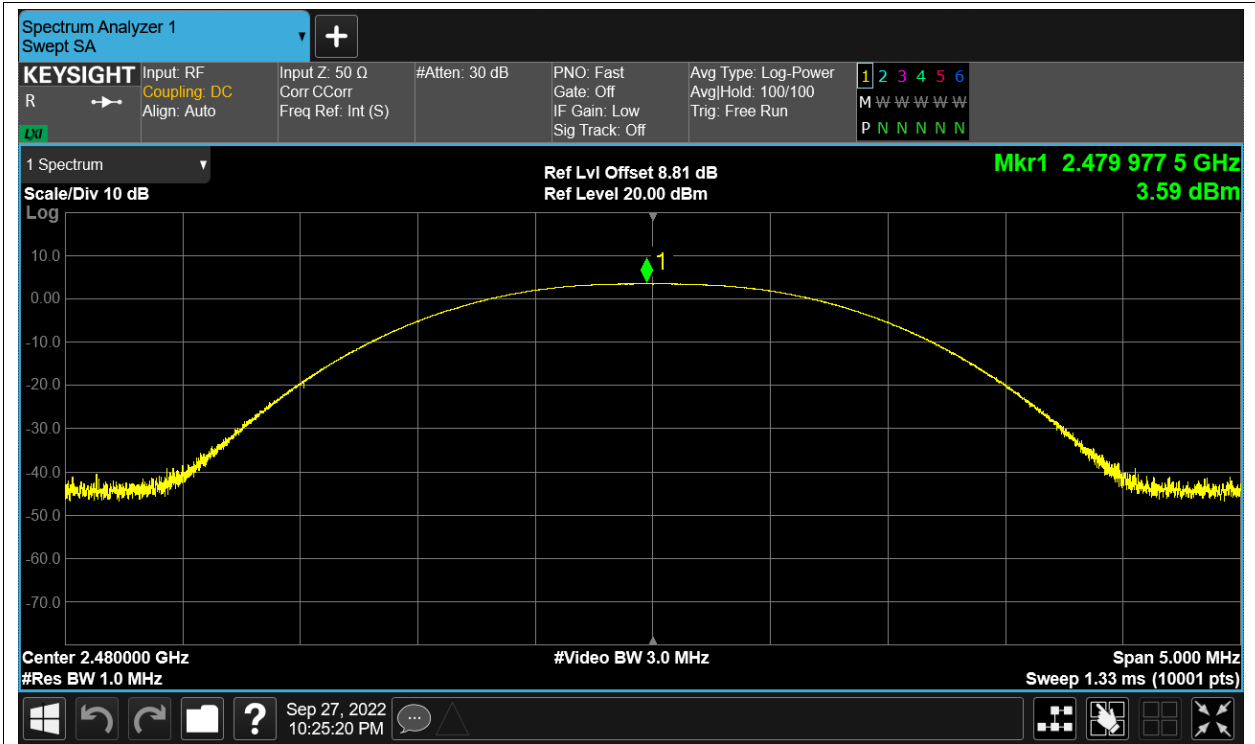 Spectrum Analyzer 1
Swept SA
+
KEYSIGHT
R
LXI
Input: RF
Coupling: DC
Align: Auto
Input Z: 50 Ω
Corr CCorr
Freq Ref: Int (S)
#Atten: 30 dB
PNO: Fast
Gate: Off
IF Gain: Low
Sig Track: Off
Avg Type: Log-Power
Avg|Hold: 100/100
Trig: Free Run
1 2 3 4 5 6
M W W W W W
P N N N N N
1 Spectrum
Scale/Div 10 dB
Log
Ref Lvl Offset 8.81 dB
Ref Level 20.00 dBm
Mkr1 2.479 977 5 GHz
3.59 dBm
1
10.0
0.00
-10.0
-20.0
-30.0
-40.0
-50.0
-60.0
-70.0
Center 2.480000 GHz
#Res BW 1.0 MHz
#Video BW 3.0 MHz
Span 5.000 MHz
Sweep 1.33 ms (10001 pts)
?
Sep 27, 2022
10:25:20 PM